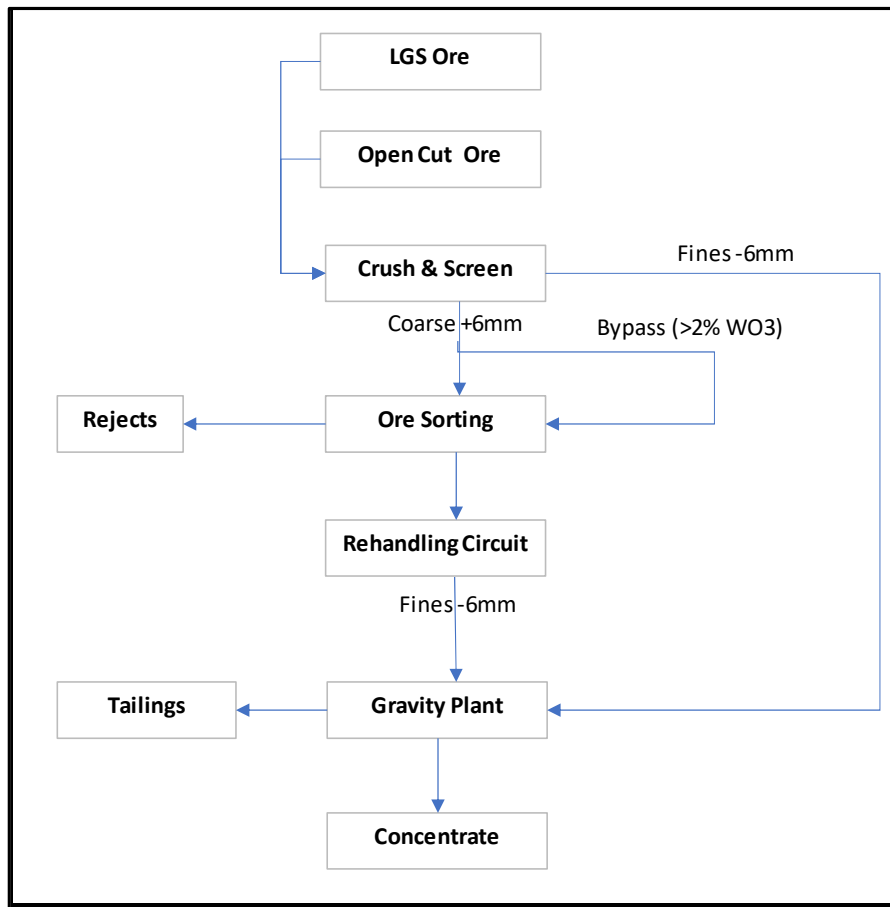 LGS Ore
Open Cut Ore
Crush & Screen
Fines -6mm
Coarse +6mm
Bypass (>2% WO3)
Rejects
Ore Sorting
Rehandling Circuit
Fines -6mm
Tailings
Gravity Plant
Concentrate